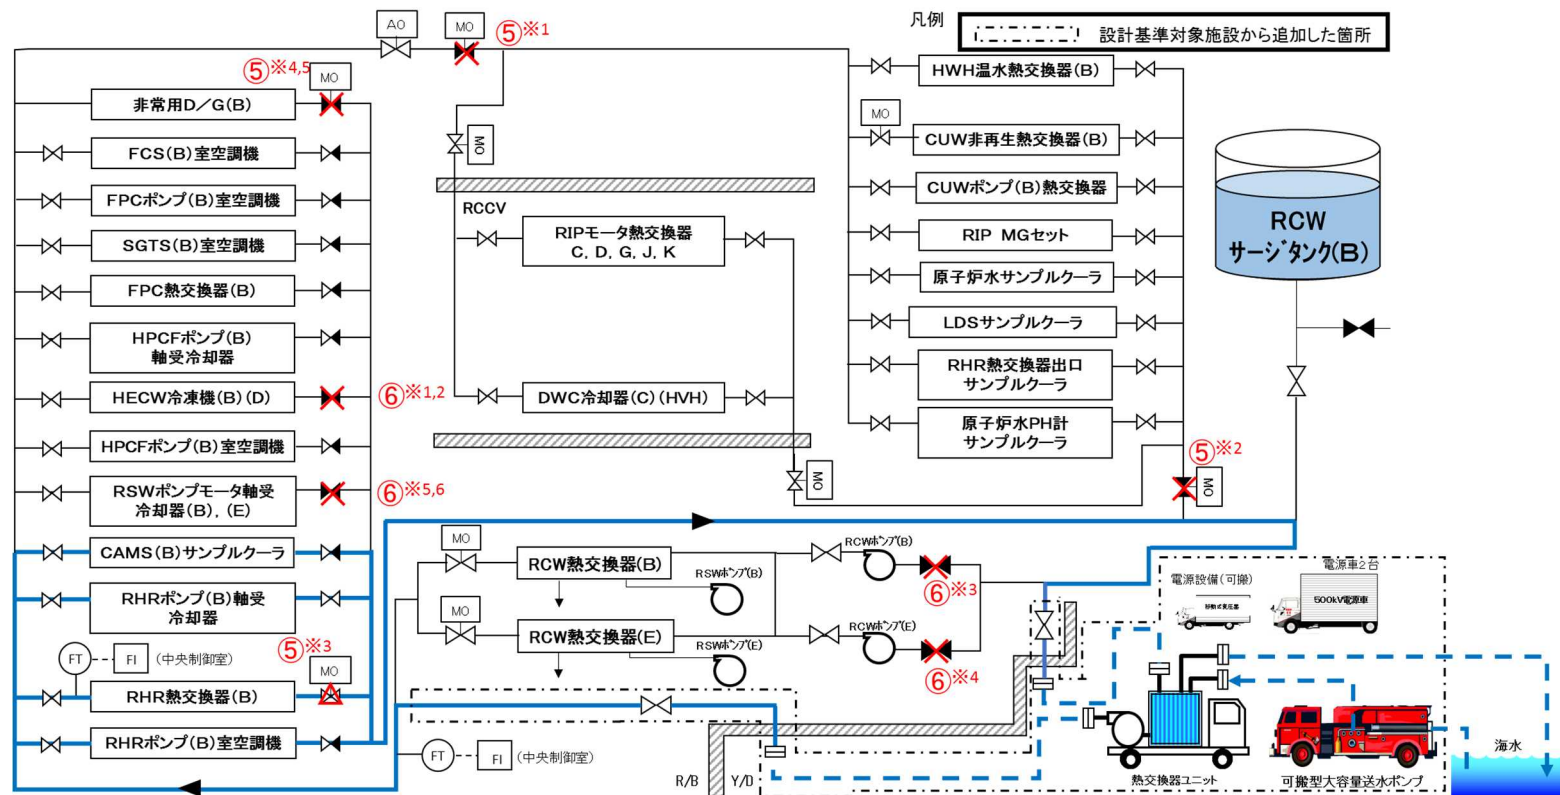 凡例
設計基準対象施設から追加した箇所
AO
MO
⑤※1
⑤※4,5
MO
非常用D/G(B)
FCS(B)室空調機
FPCポンプ(B)室空調機
SGTS(B)室空調機
FPC熱交換器(B)
HPCFポンプ(B)
軸受冷却器
HECW冷凍機(B)(D)
⑥※1,2
HPCFポンプ(B)室空調機
RSWポンプモータ軸受
冷却器(B),(E)
⑥※5,6
CAMS(B)サンプルクーラ
RHRポンプ(B)軸受
冷却器
⑤※3
MO
FT
FI
(中央制御室)
RHR熱交換器(B)
RHRポンプ(B)室空調機
MO
RCCV
RIPモータ熱交換器
C, D, G, J, K
DWC冷却器(C)(HVH)
MO
HWH温水熱交換器(B)
MO
CUW非再生熱交換器(B)
CUWポンプ(B)熱交換器
RIP MGセット
原子炉水サンプルクーラ
LDSサンプルクーラ
RHR熱交換器出口
サンプルクーラ
原子炉水PH計
サンプルクーラ
⑤※2
MO
RCW
サージタンク(B)
MO
RCW熱交換器(B)
RSWポンプ(B)
RCWポンプ(B)
⑥※3
MO
RCW熱交換器(E)
RSWポンプ(E)
RCWポンプ(E)
⑥※4
FT
FI
(中央制御室)
R/B
Y/D
電源設備(可搬)
移動式変圧器
電源車2台
500kV電源車
熱交換器ユニット
可搬型大容量送水ポンプ
海水